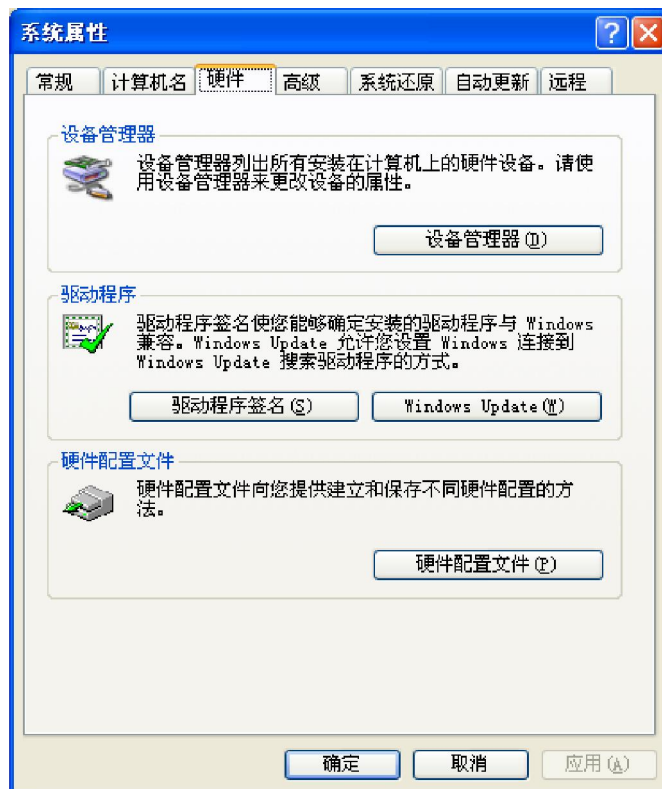 系统属性
常规 计算机名 硬件 高级 系统还原 自动更新 远程
设备管理器
设备管理器列出所有安装在计算机上的硬件设备。请使
用设备管理器来更改设备的属性。
设备管理器(D)
驱动程序
驱动程序签名使您能够确定安装的驱动程序与 Windows
兼容。Windows Update 允许您设置 Windows 连接到
Windows Update 搜索驱动程序的方式。
驱动程序签名(S) Windows Update(W)
硬件配置文件
硬件配置文件向您提供建立和保存不同硬件配置的方
法。
硬件配置文件(P)
确定 取消 应用(A)